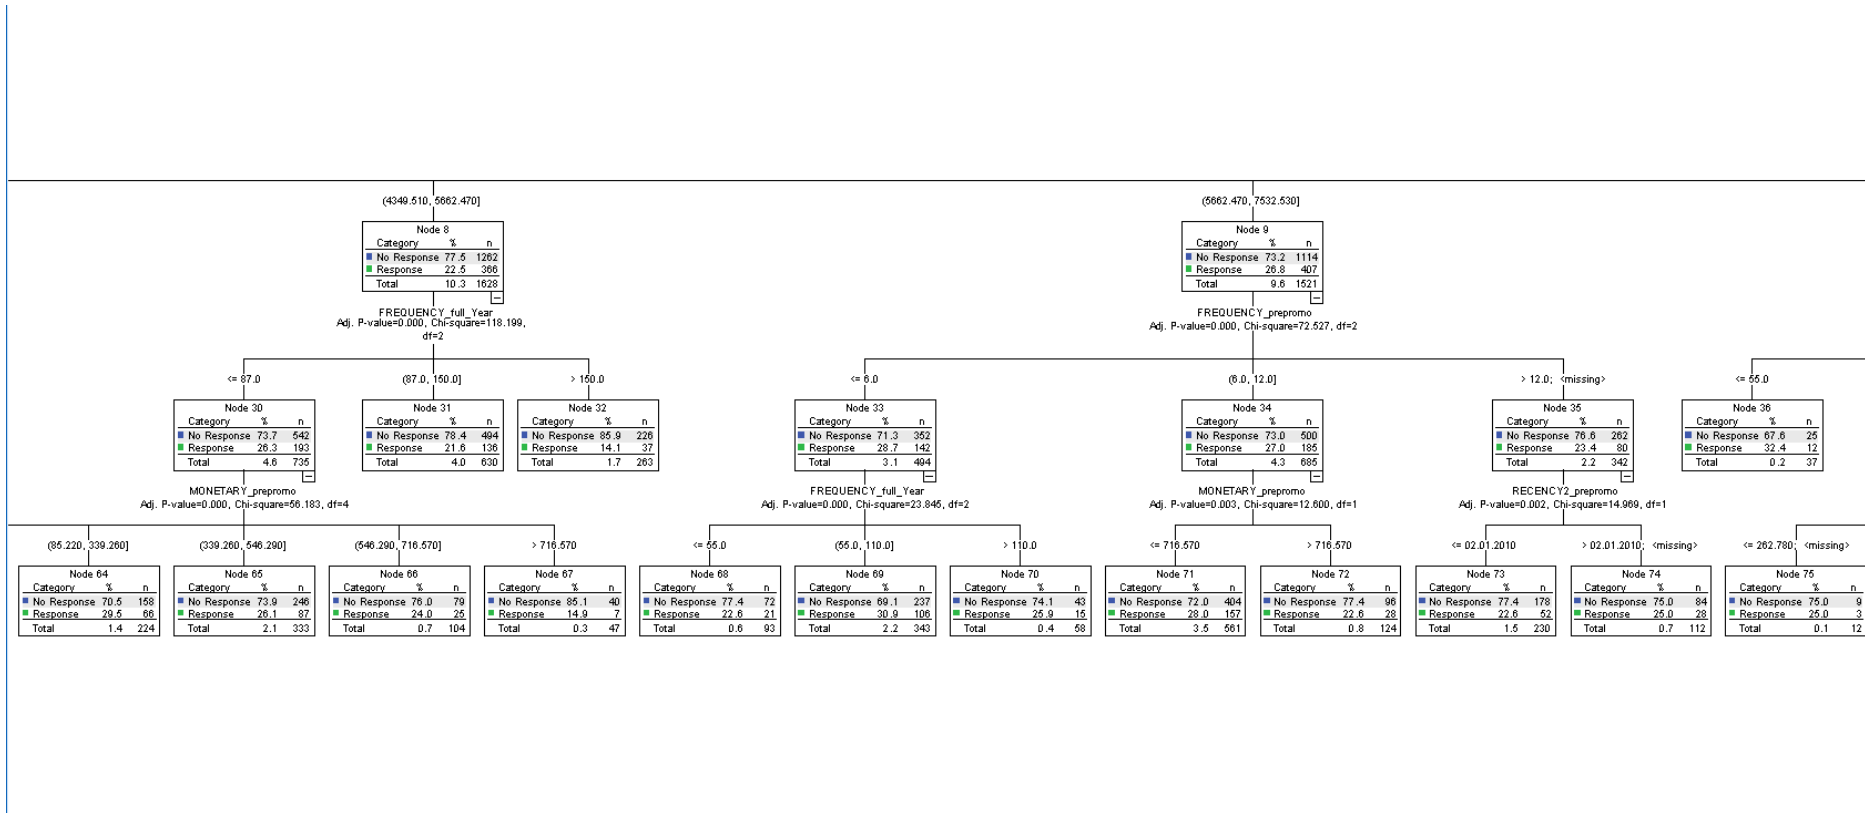 (4349.510, 5662.470]
(5662.470, 7532.530]
Node 8
Category % n
No Response 77.5 1262
Response 22.5 366
Total 10.3 1628
FREQUENCY_full_Year
Adj. P-value=0.000, Chi-square=118.199,
df=2
Node 9
Category % n
No Response 73.2 1114
Response 26.8 407
Total 9.6 1521
FREQUENCY_prepromo
Adj. P-value=0.000, Chi-square=72.527, df=2
<= 87.0
(87.0, 150.0]
> 150.0
<= 6.0
(6.0, 12.0]
> 12.0; <missing>
<= 55.0
Node 30
Category % n
No Response 73.7 542
Response 26.3 193
Total 4.6 735
MONETARY_prepromo
Adj. P-value=0.000, Chi-square=56.183, df=4
Node 31
Category % n
No Response 78.4 494
Response 21.6 136
Total 4.0 630
Node 32
Category % n
No Response 85.9 226
Response 14.1 37
Total 1.7 263
Node 33
Category % n
No Response 71.3 352
Response 28.7 142
Total 3.1 494
FREQUENCY_full_Year
Adj. P-value=0.000, Chi-square=23.845, df=2
Node 34
Category % n
No Response 73.0 500
Response 27.0 185
Total 4.3 685
MONETARY_prepromo
Adj. P-value=0.003, Chi-square=12.600, df=1
Node 35
Category % n
No Response 76.6 262
Response 23.4 80
Total 2.2 342
RECENCY2_prepromo
Adj. P-value=0.002, Chi-square=14.969, df=1
Node 36
Category % n
No Response 67.6 25
Response 32.4 12
Total 0.2 37
(85.220, 339.260]
(339.260, 546.290]
(546.290, 716.570]
> 716.570
<= 55.0
(55.0, 110.0]
> 110.0
<= 716.570
> 716.570
<= 02.01.2010
> 02.01.2010; <missing>
<= 262.780; <missing>
Node 64
Category % n
No Response 70.5 158
Response 29.5 66
Total 1.4 224
Node 65
Category % n
No Response 73.9 246
Response 26.1 87
Total 2.1 333
Node 66
Category % n
No Response 76.0 79
Response 24.0 25
Total 0.7 104
Node 67
Category % n
No Response 85.1 40
Response 14.9 7
Total 0.3 47
Node 68
Category % n
No Response 77.4 72
Response 22.6 21
Total 0.6 93
Node 69
Category % n
No Response 69.1 237
Response 30.9 106
Total 2.2 343
Node 70
Category % n
No Response 74.1 43
Response 25.9 15
Total 0.4 58
Node 71
Category % n
No Response 72.0 404
Response 28.0 157
Total 3.5 561
Node 72
Category % n
No Response 77.4 96
Response 22.6 28
Total 0.8 124
Node 73
Category % n
No Response 77.4 178
Response 22.6 52
Total 1.5 230
Node 74
Category % n
No Response 75.0 84
Response 25.0 28
Total 0.7 112
Node 75
Category % n
No Response 75.0 9
Response 25.0 3
Total 0.1 12